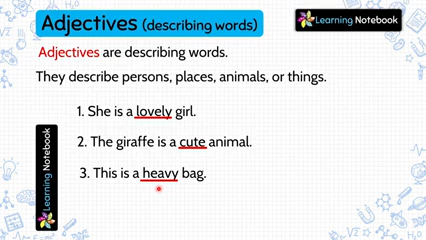 Adjectives (describing words)
Learning Notebook
Adjectives are describing words.
They describe persons, places, animals, or things.
1. She is a lovely girl.
2. The giraffe is a cute animal.
3. This is a heavy bag.
Learning Notebook